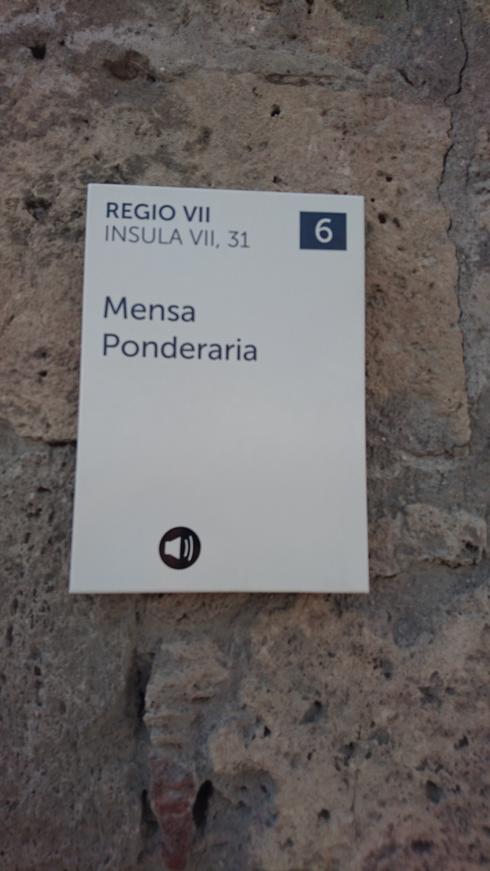 REGIO VII
INSULA VII, 31
6
Mensa
Ponderaria